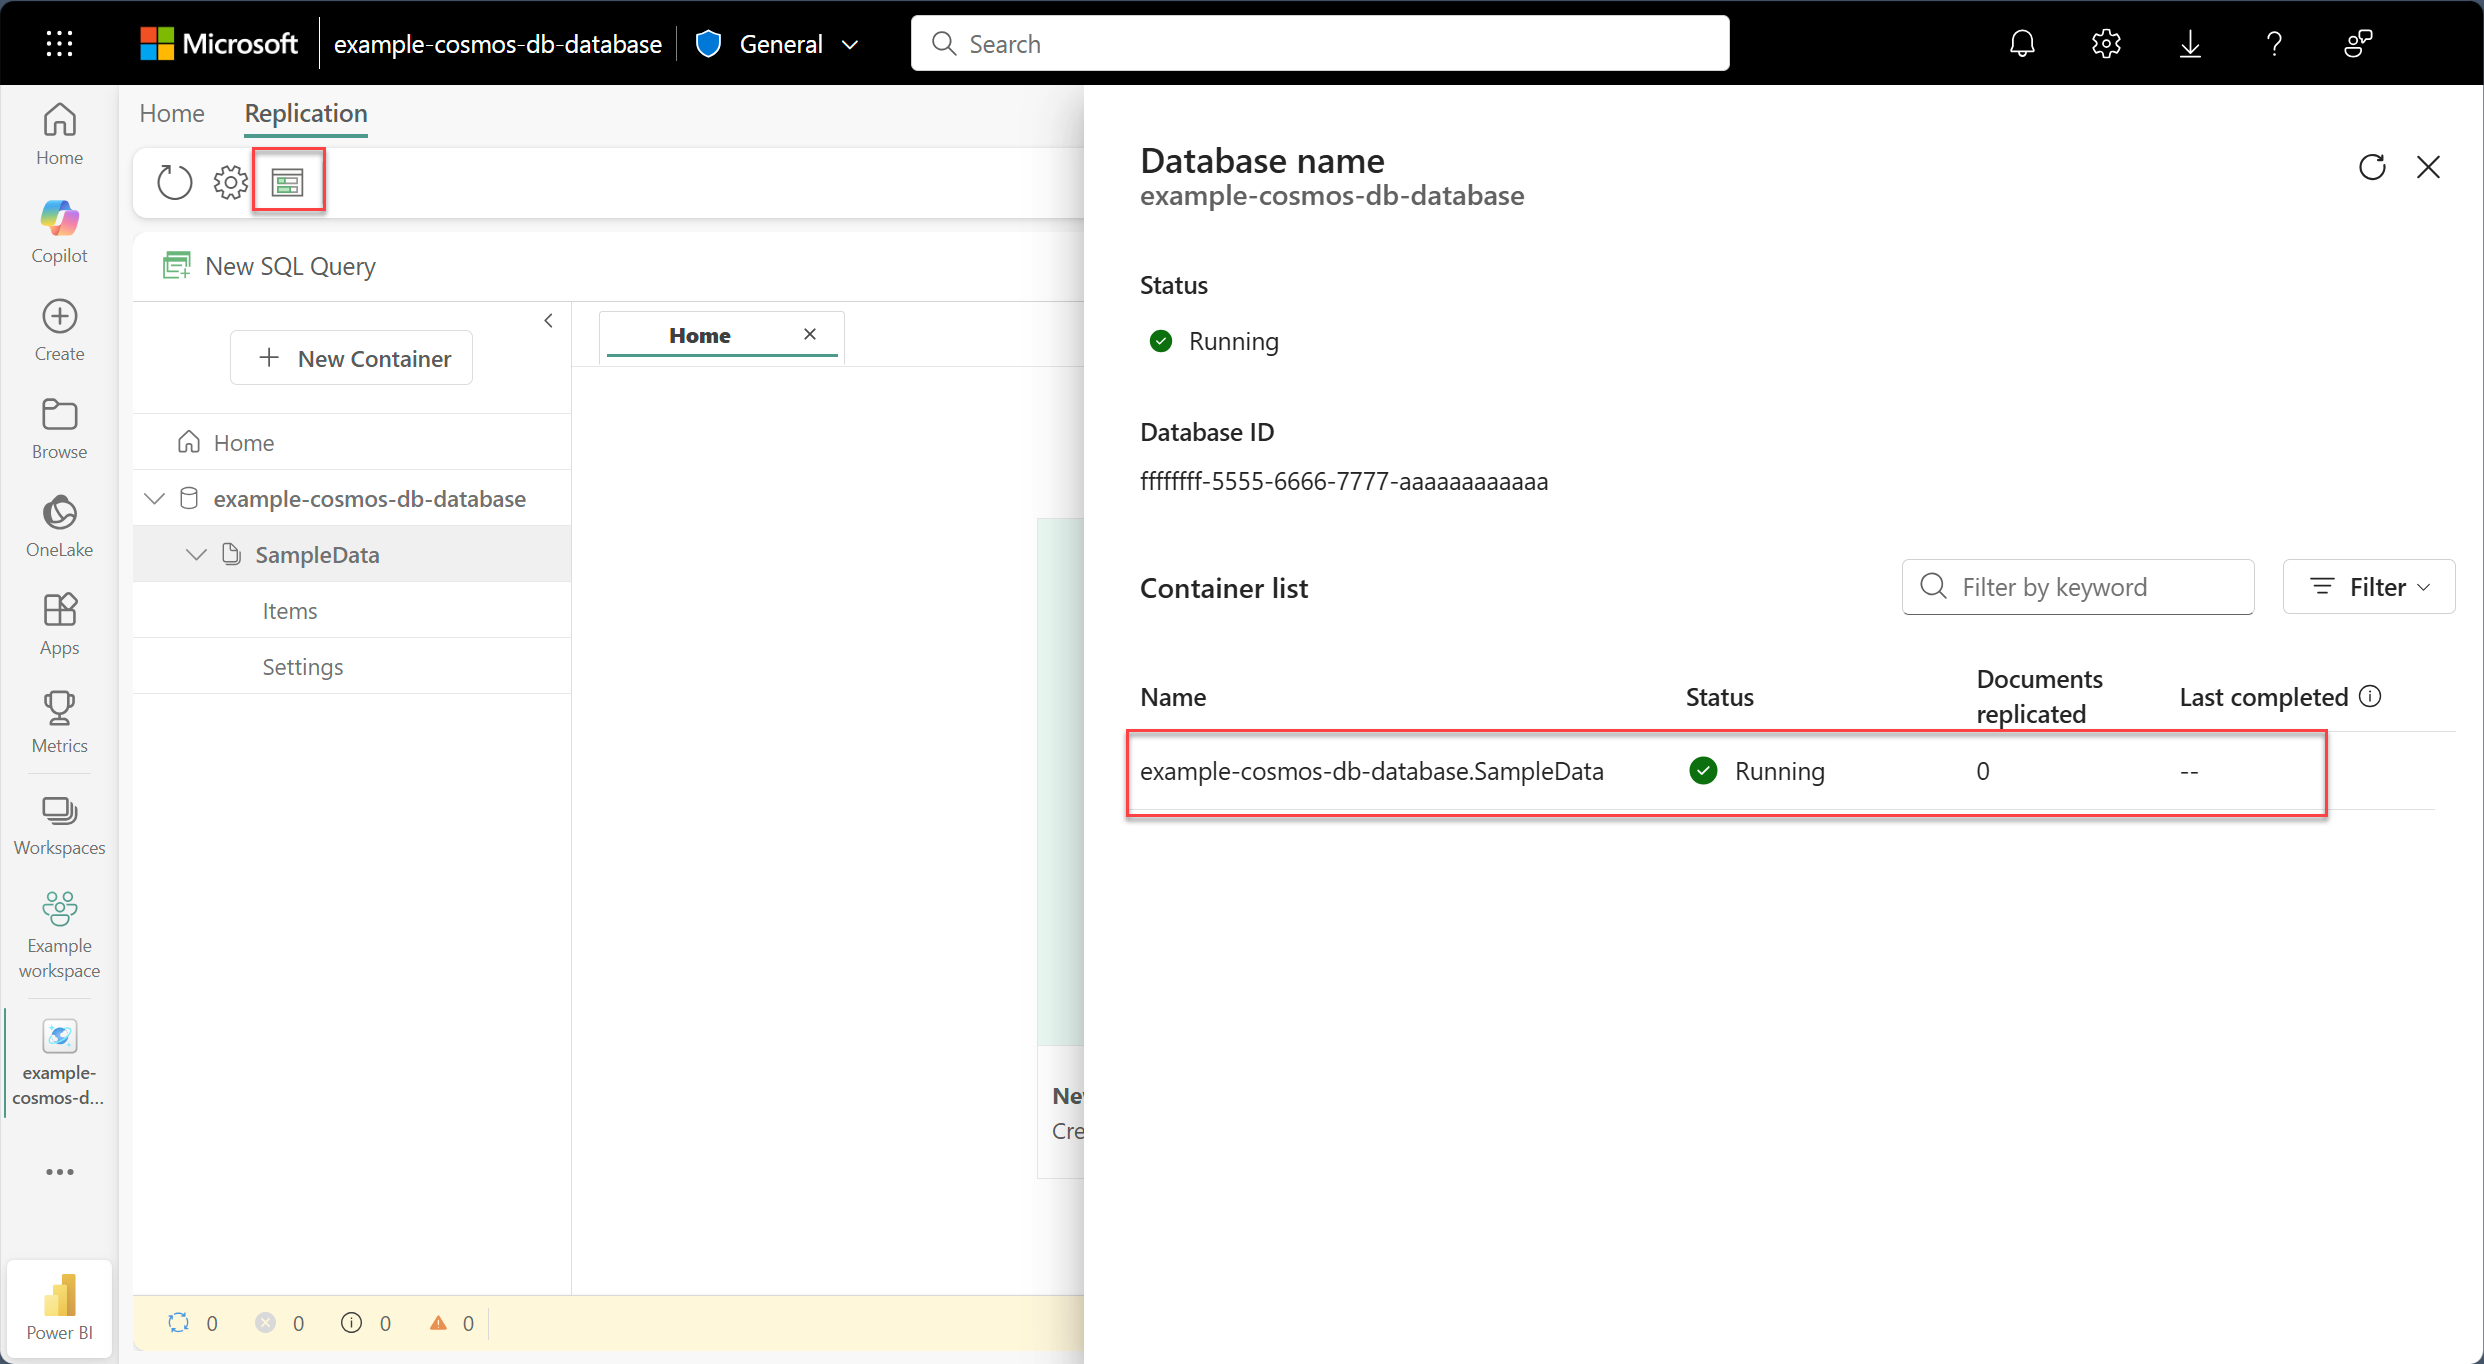 Microsoft
example-cosmos-db-database
General
Search
Home
Copilot
Create
Browse
OneLake
Apps
Metrics
Workspaces
Example
workspace
example-
cosmos-d...
Power BI
Home
Replication
New SQL Query
New Container
Home
example-cosmos-db-database
SampleData
Items
Settings
Home
Cre
0
0
0
0
Database name
example-cosmos-db-database
Status
Running
Database ID
ffffffff-5555-6666-7777-aaaaaaaaaaaa
Container list
Filter by keyword
Filter
Name
Status
Documents
replicated
Last completed
example-cosmos-db-database.SampleData
Running
0
--